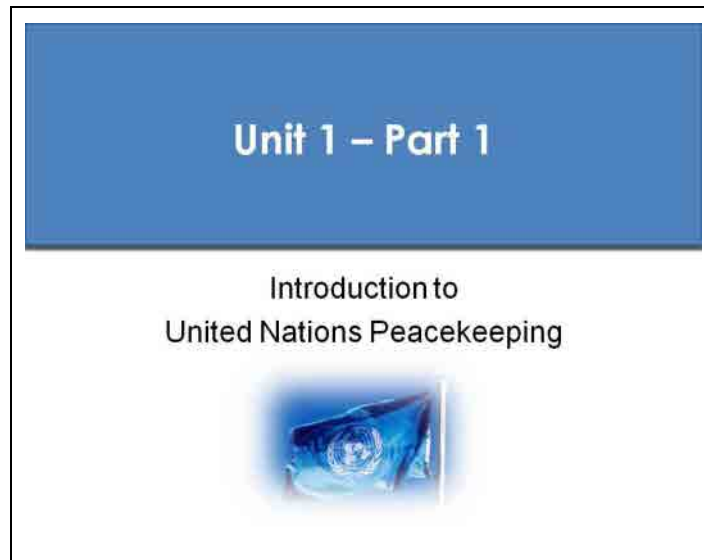 Unit 1 – Part 1
Introduction to
United Nations Peacekeeping